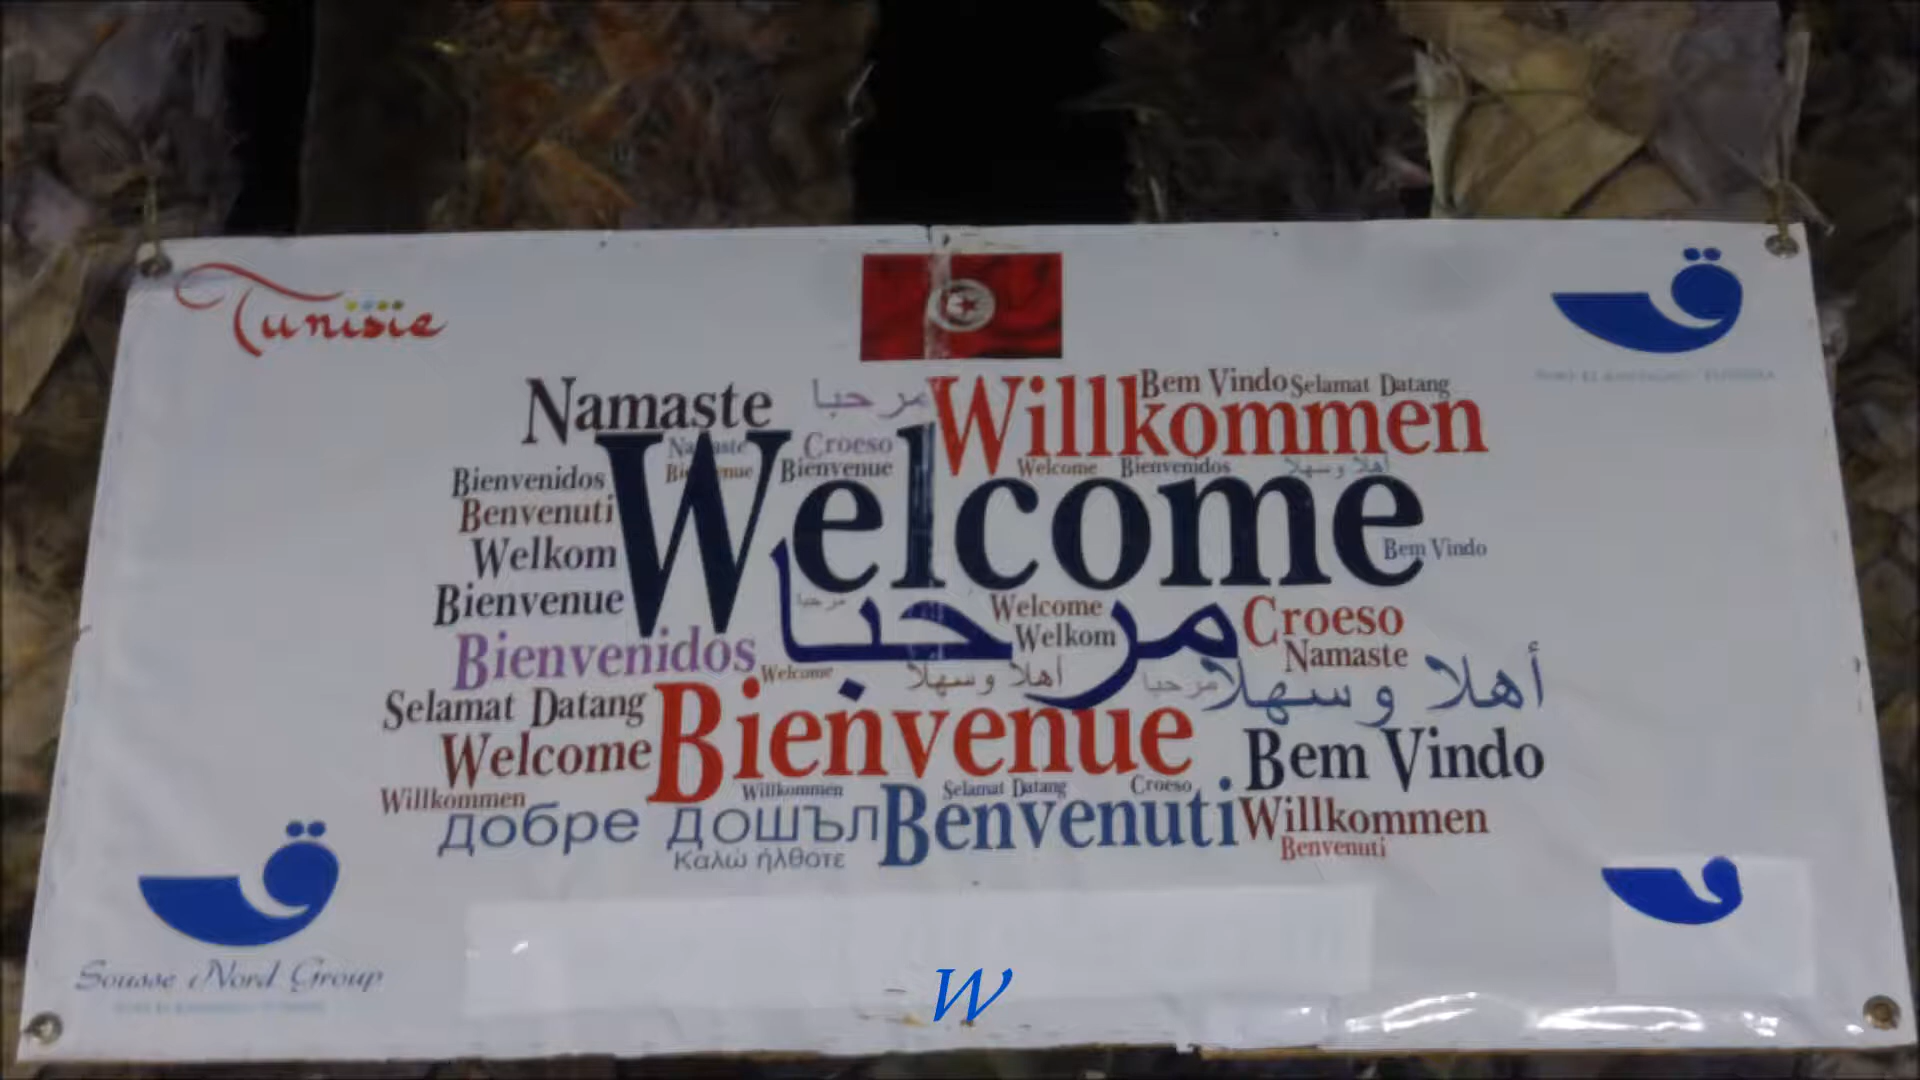 Tunisie
Namaste مرحبا Willkommen Bem Vindo Selamat Datang
Namaste Croeso
Bienvenue Bienvenue Welcome Bienvenidos أهلا وسهلا
Bienvenidos
Benvenuti Welcome
Welkom Bem Vindo
Bienvenue مرحبا مرحبا Welcome Croeso
Welkom
Bienvenidos Welcome Namaste
أهلا وسهلا مرحبا أهلا وسهلا
Selamat Datang
Welcome Bienvenue Bem Vindo
Willkommen Willkommen Selamat Datang Croeso
добре дошъл Benvenuti Willkommen
Καλώ ήλθοτε Benvenuti
Sousse Nord Group
W